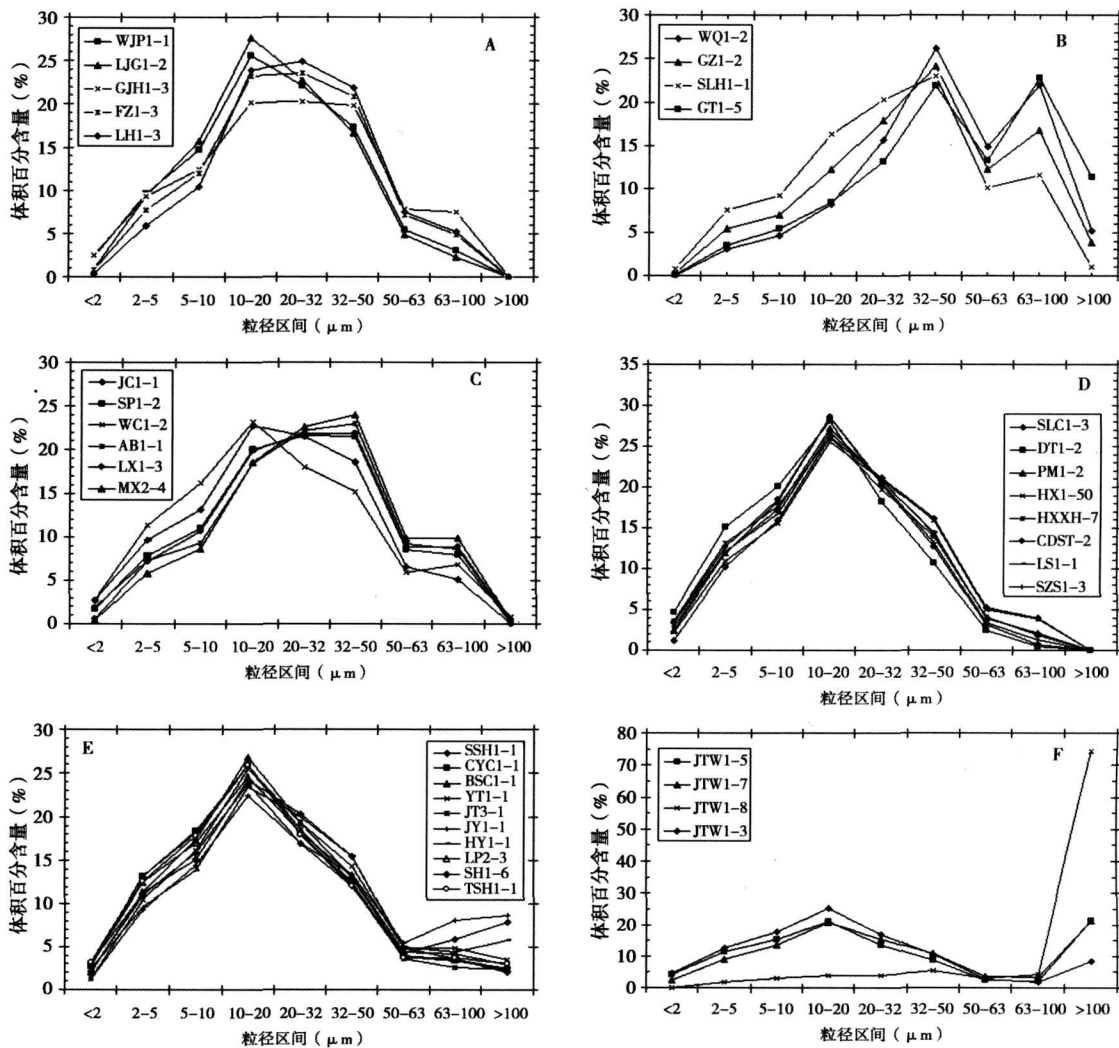 A
体积百分含量（%）
30
25
20
15
10
5
0
WJP1-1
LJG1-2
GJH1-3
FZ1-3
LH1-3
<2 2-5 5-10 10-20 20-32 32-50 50-63 63-100 >100
粒径区间（μm）
B
体积百分含量（%）
30
25
20
15
10
5
0
WQ1-2
GZ1-2
SLH1-1
GT1-5
<2 2-5 5-10 10-20 20-32 32-50 50-63 63-100 >100
粒径区间（μm）
C
体积百分含量（%）
30
25
20
15
10
5
0
JC1-1
SP1-2
WC1-2
AB1-1
LX1-3
MX2-4
<2 2-5 5-10 10-20 20-32 32-50 50-63 63-100 >100
粒径区间（μm）
D
体积百分含量（%）
35
30
25
20
15
10
5
0
SLC1-3
DT1-2
PM1-2
HX1-50
HXXH-7
CDST-2
LS1-1
SZS1-3
<2 2-5 5-10 10-20 20-32 32-50 50-63 63-100 >100
粒径区间（μm）
E
体积百分含量（%）
30
25
20
15
10
5
0
SSH1-1
CYC1-1
BSC1-1
YT1-1
JT3-1
JY1-1
HY1-1
LP2-3
SH1-6
TSH1-1
<2 2-5 5-10 10-20 20-32 32-50 50-63 63-100 >100
粒径区间（μm）
F
体积百分含量（%）
80
70
60
50
40
30
20
10
0
JTW1-5
JTW1-7
JTW1-8
JTW1-3
<2 2-5 5-10 10-20 20-32 32-50 50-63 63-100 >100
粒径区间（μm）